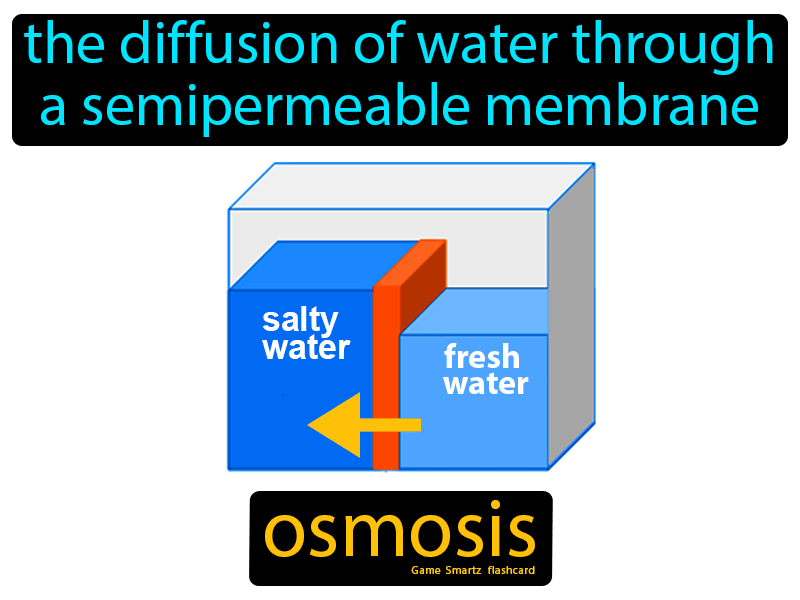 the diffusion of water through
a semipermeable membrane
salty
water
fresh
water
osmosis
Game Smartz flashcard